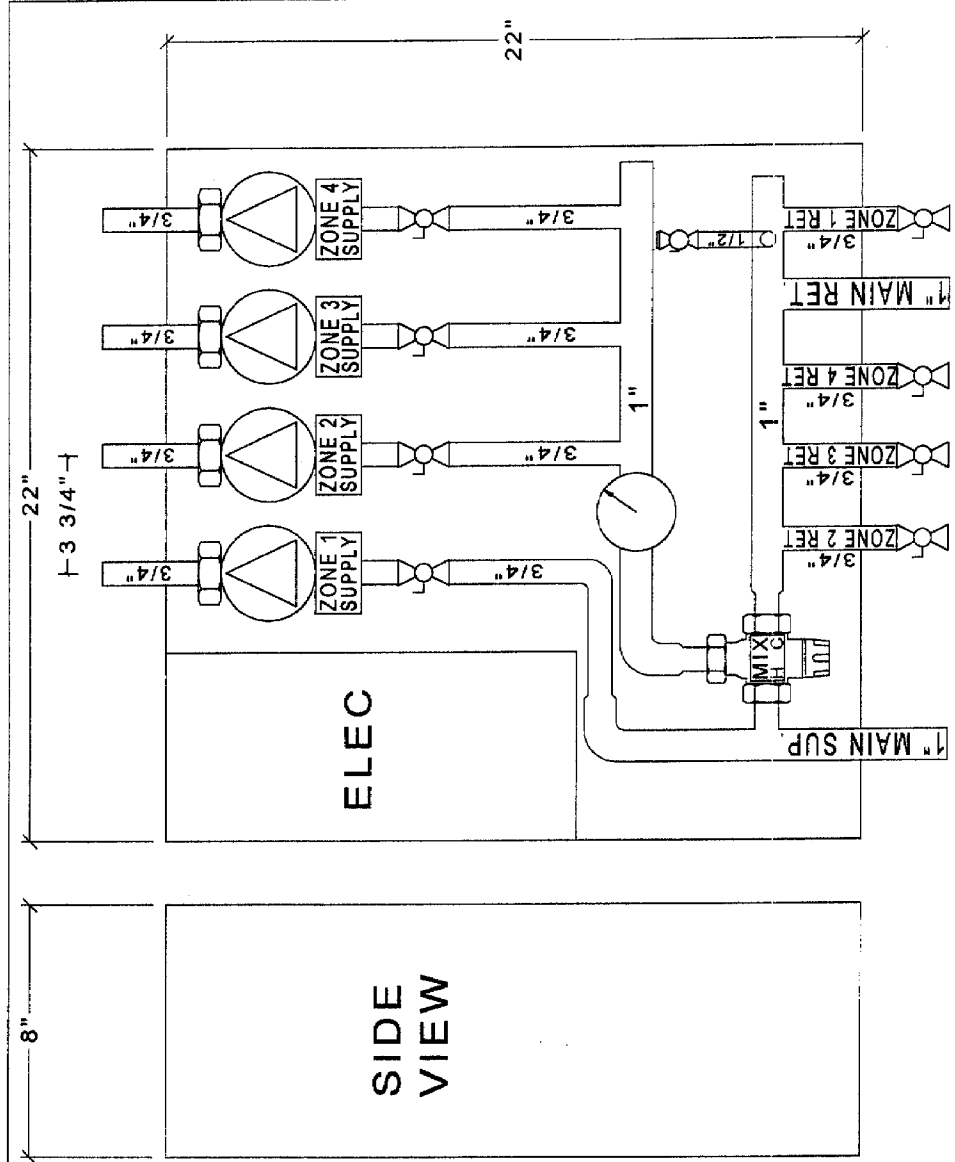 22"
22"
3 3/4"
8"
3/4"
3/4"
3/4"
3/4"
ZONE 1
SUPPLY
ZONE 2
SUPPLY
ZONE 3
SUPPLY
ZONE 4
SUPPLY
3/4"
3/4"
3/4"
3/4"
ELEC
SIDE
VIEW
1"
1/2"
1"
MIX
H C
1" MAIN SUP.
ZONE 2 RET
3/4"
ZONE 3 RET
3/4"
ZONE 4 RET
3/4"
1" MAIN RET.
ZONE 1 RET
3/4"